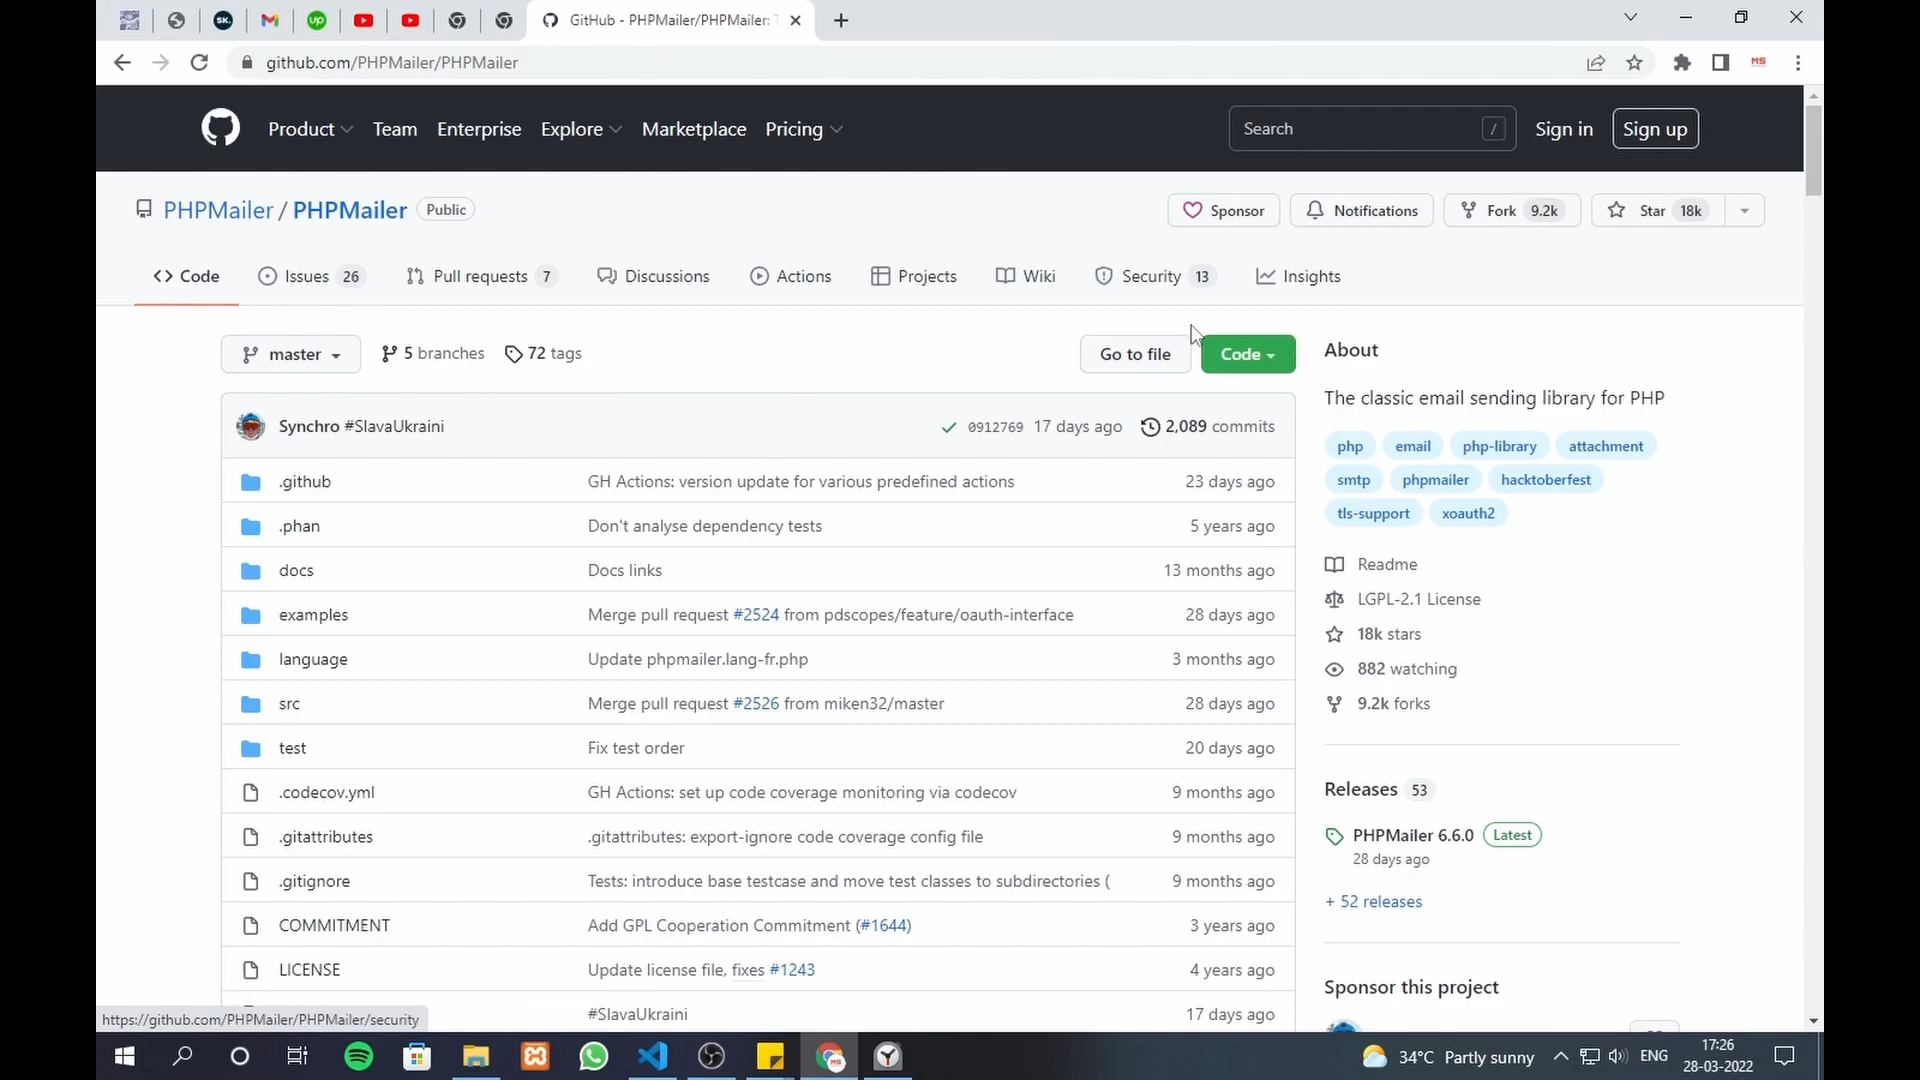 SK.
up
GitHub - PHPMailer/PHPMailer: T
github.com/PHPMailer/PHPMailer
MS
Product
Team
Enterprise
Explore
Marketplace
Pricing
Search
/
Sign in
Sign up
PHPMailer / PHPMailer
Public
Sponsor
Notifications
Fork 9.2k
Star 18k
Code
Issues 26
Pull requests 7
Discussions
Actions
Projects
Wiki
Security 13
Insights
master
5 branches
72 tags
Go to file
Code
Synchro #SlavaUkraini
0912769 17 days ago
2,089 commits
.github
GH Actions: version update for various predefined actions
23 days ago
.phan
Don't analyse dependency tests
5 years ago
docs
Docs links
13 months ago
examples
Merge pull request #2524 from pdscopes/feature/oauth-interface
28 days ago
language
Update phpmailer.lang-fr.php
3 months ago
src
Merge pull request #2526 from miken32/master
28 days ago
test
Fix test order
20 days ago
.codecov.yml
GH Actions: set up code coverage monitoring via codecov
9 months ago
.gitattributes
.gitattributes: export-ignore code coverage config file
9 months ago
.gitignore
Tests: introduce base testcase and move test classes to subdirectories (
9 months ago
COMMITMENT
Add GPL Cooperation Commitment (#1644)
3 years ago
LICENSE
Update license file, fixes #1243
4 years ago
#SlavaUkraini
17 days ago
About
The classic email sending library for PHP
php email php-library attachment
smtp phpmailer hacktoberfest
tls-support xoauth2
Readme
LGPL-2.1 License
18k stars
882 watching
9.2k forks
Releases 53
PHPMailer 6.6.0 Latest
28 days ago
+ 52 releases
Sponsor this project
https://github.com/PHPMailer/PHPMailer/security
34°C Partly sunny
ENG
17:26
28-03-2022